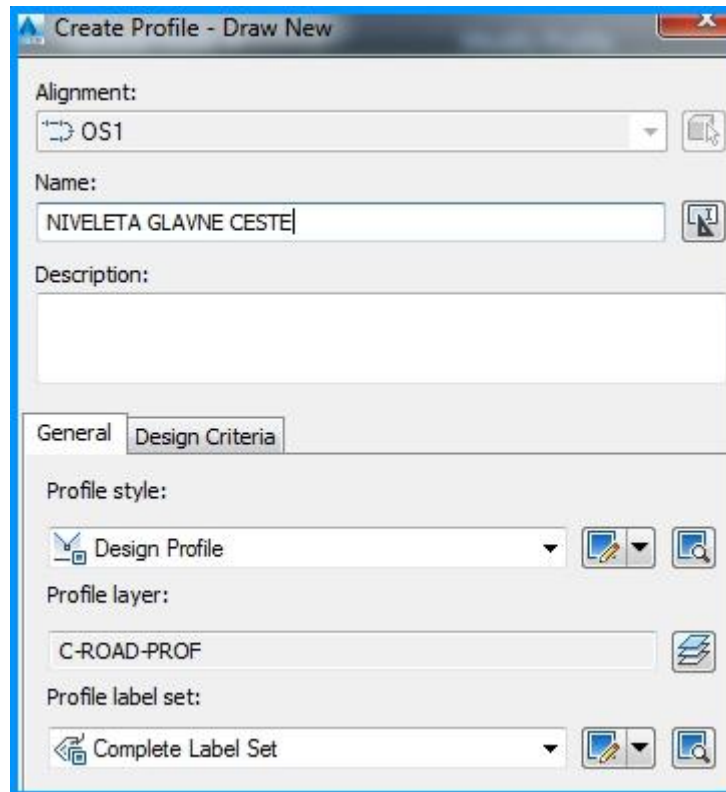 Create Profile - Draw New
Alignment:
OS1
Name:
NIVELETA GLAVNE CESTE
Description:
General
Design Criteria
Profile style:
Design Profile
Profile layer:
C-ROAD-PROF
Profile label set:
Complete Label Set